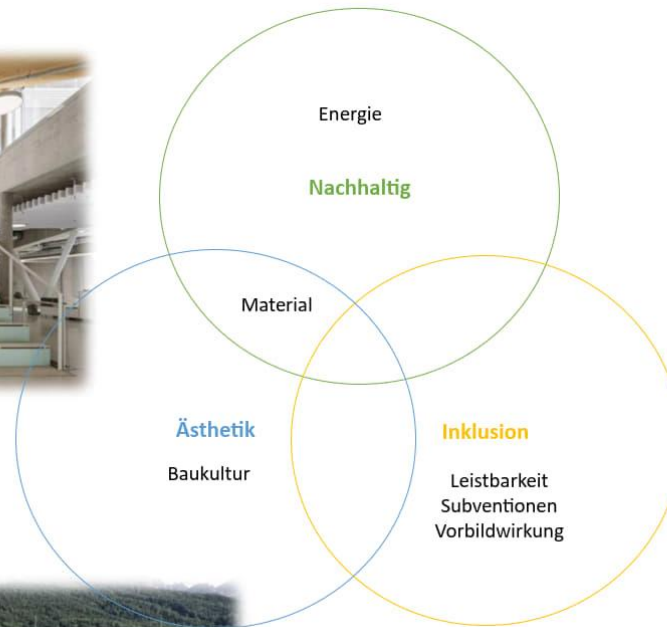 Energie
Nachhaltig
Material
Ästhetik
Baukultur
Inklusion
Leistbarkeit
Subventionen
Vorbildwirkung